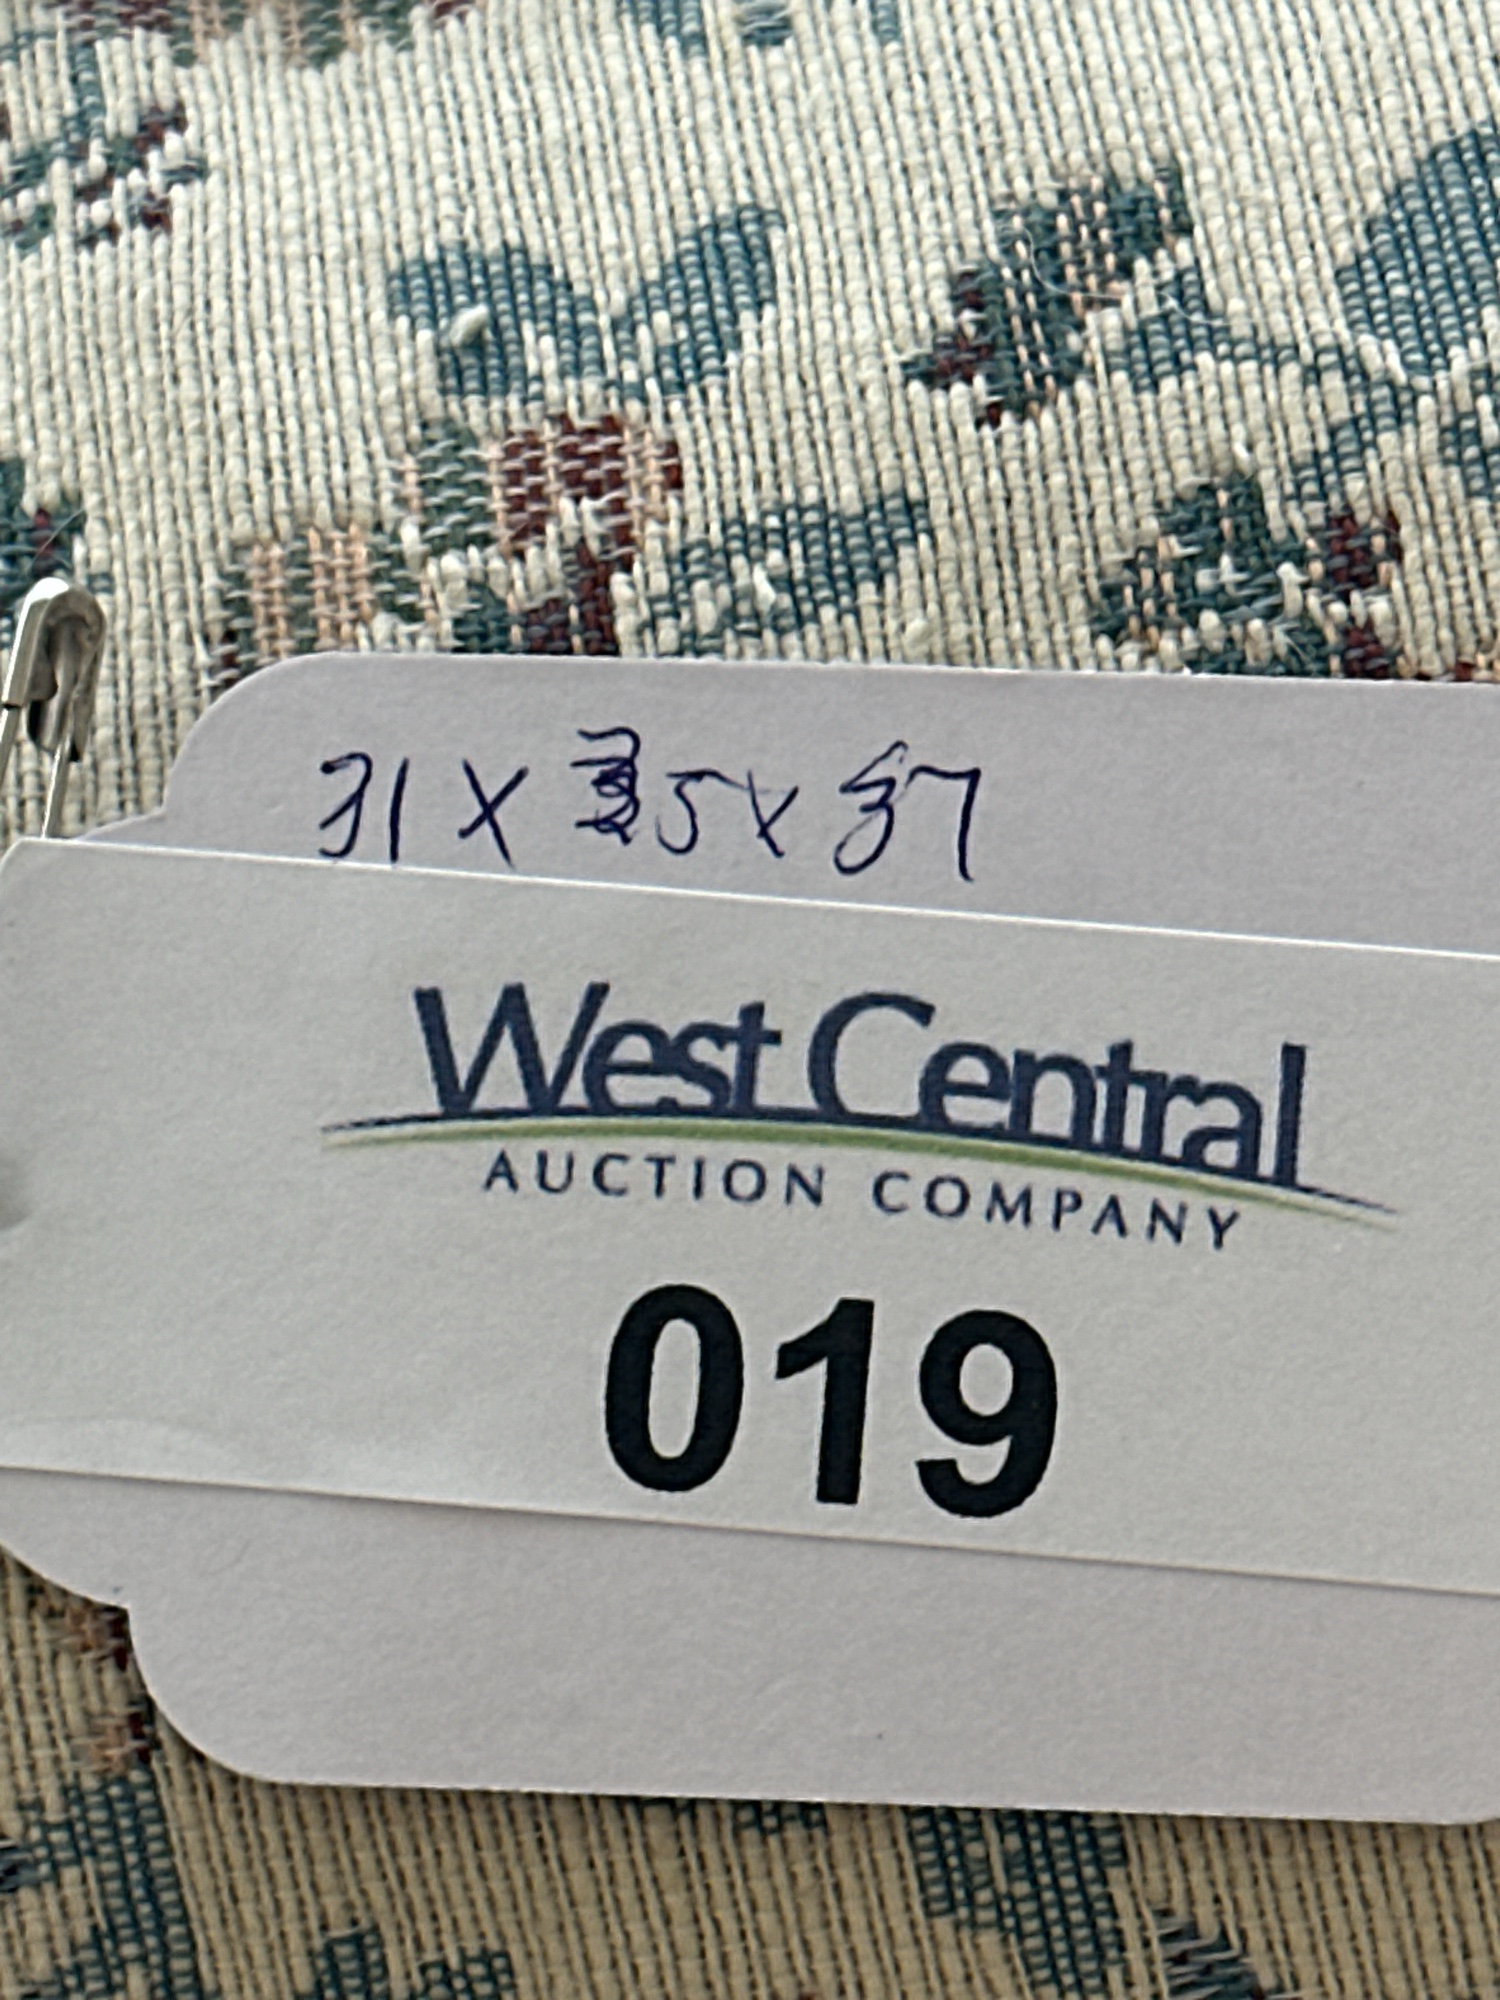 31 x 35 x 37
West Central
AUCTION COMPANY
019